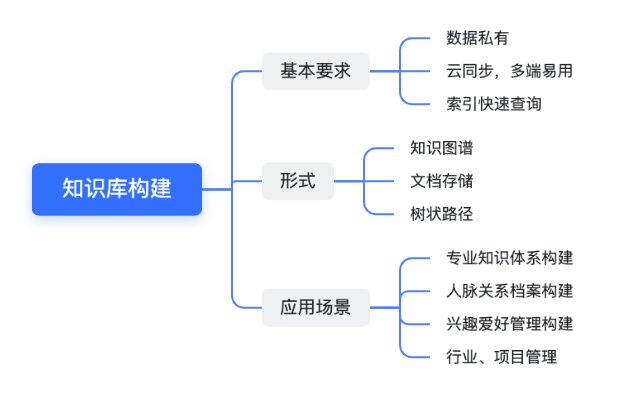 知识库构建
基本要求
数据私有
云同步，多端易用
索引快速查询
形式
知识图谱
文档存储
树状路径
应用场景
专业知识体系构建
人脉关系档案构建
兴趣爱好管理构建
行业、项目管理